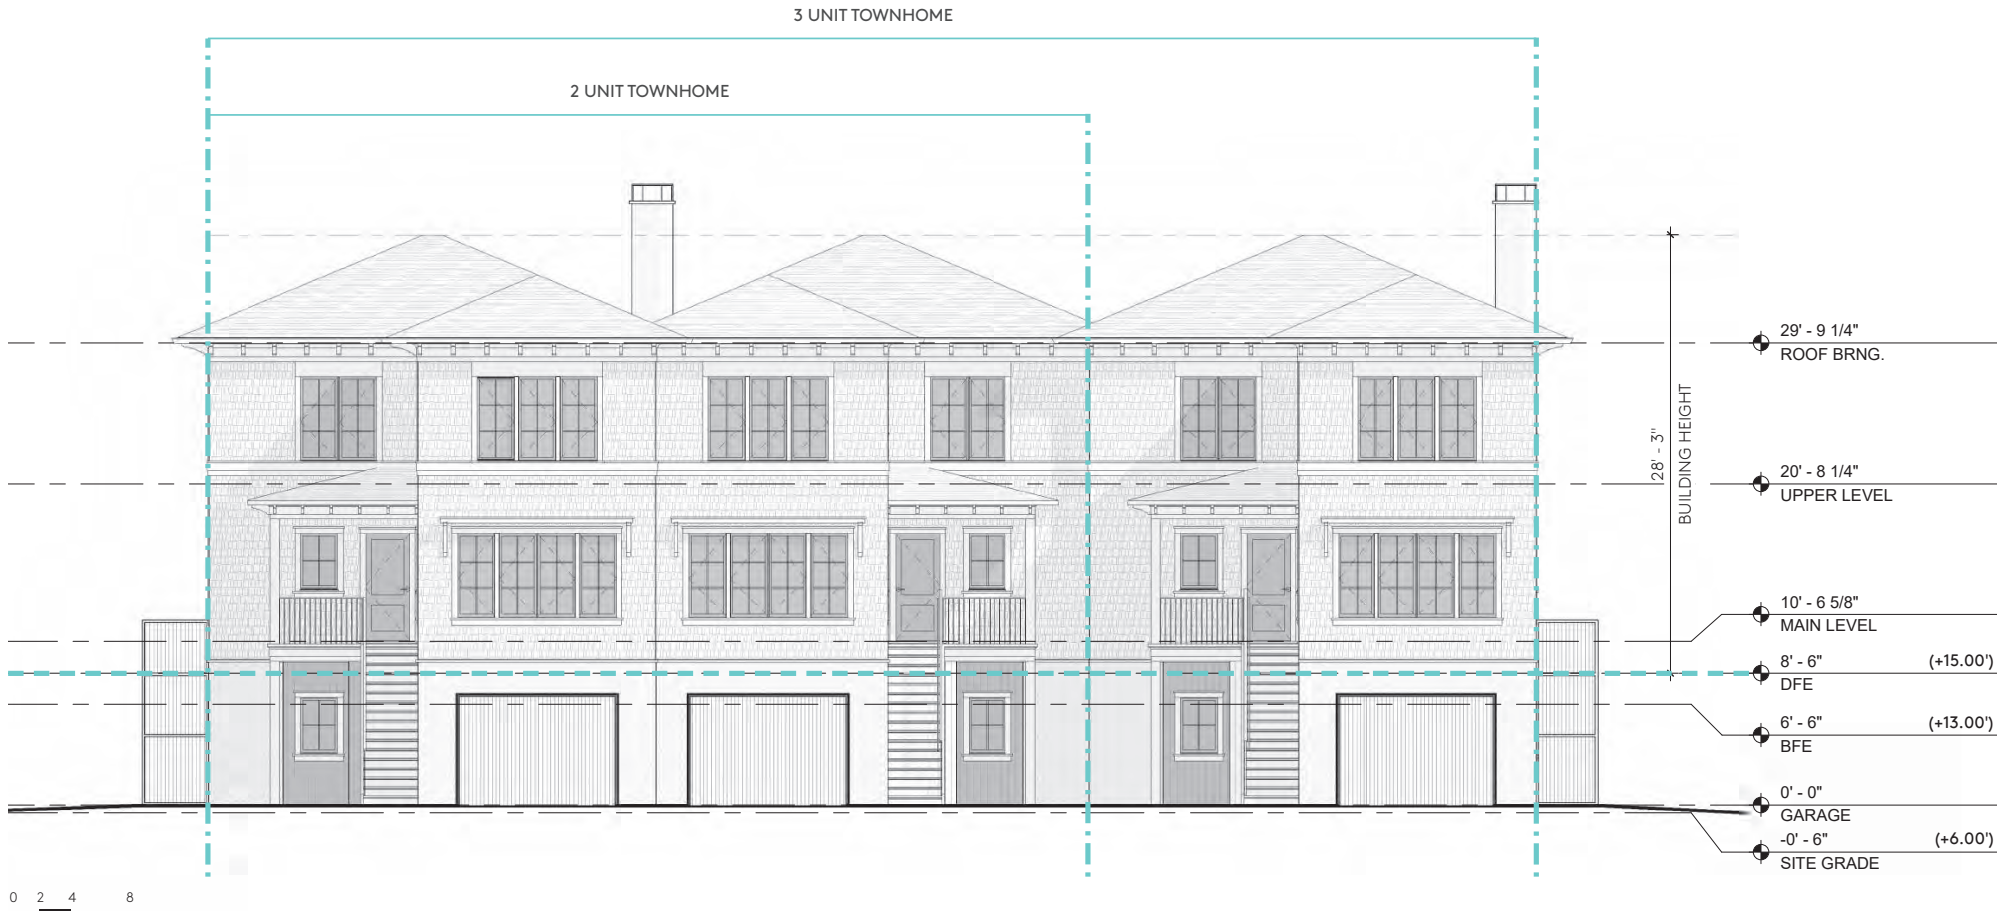 3 UNIT TOWNHOME
2 UNIT TOWNHOME
29' - 9 1/4"
ROOF BRNG.
28' - 3"
BUILDING HEIGHT
20' - 8 1/4"
UPPER LEVEL
10' - 6 5/8"
MAIN LEVEL
8' - 6" (+15.00')
DFE
6' - 6" (+13.00')
BFE
0' - 0"
GARAGE
-0' - 6" (+6.00')
SITE GRADE
0 2 4 8